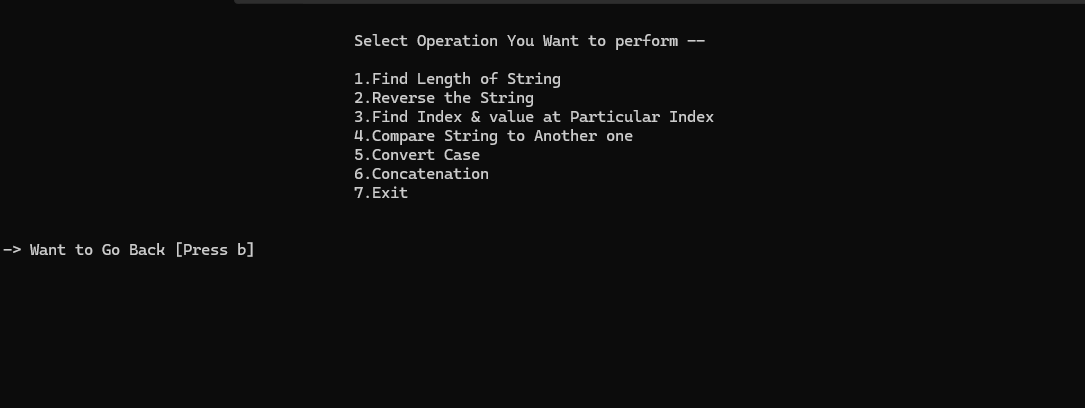 Select Operation You Want to perform --
1.Find Length of String
2.Reverse the String
3.Find Index & value at Particular Index
4.Compare String to Another one
5.Convert Case
6.Concatenation
7.Exit
-> Want to Go Back [Press b]